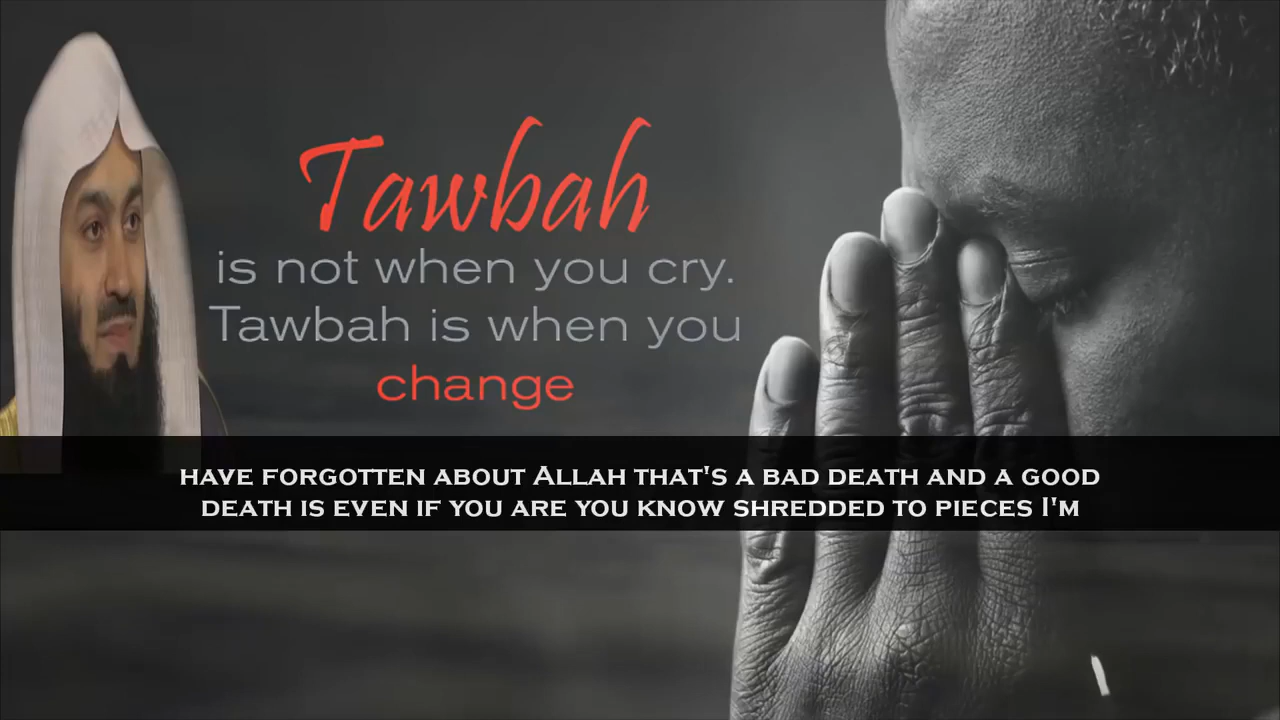 Tawbah
is not when you cry.
Tawbah is when you
change
HAVE FORGOTTEN ABOUT ALLAH THAT'S A BAD DEATH AND A GOOD
DEATH IS EVEN IF YOU ARE YOU KNOW SHREDDED TO PIECES I'M